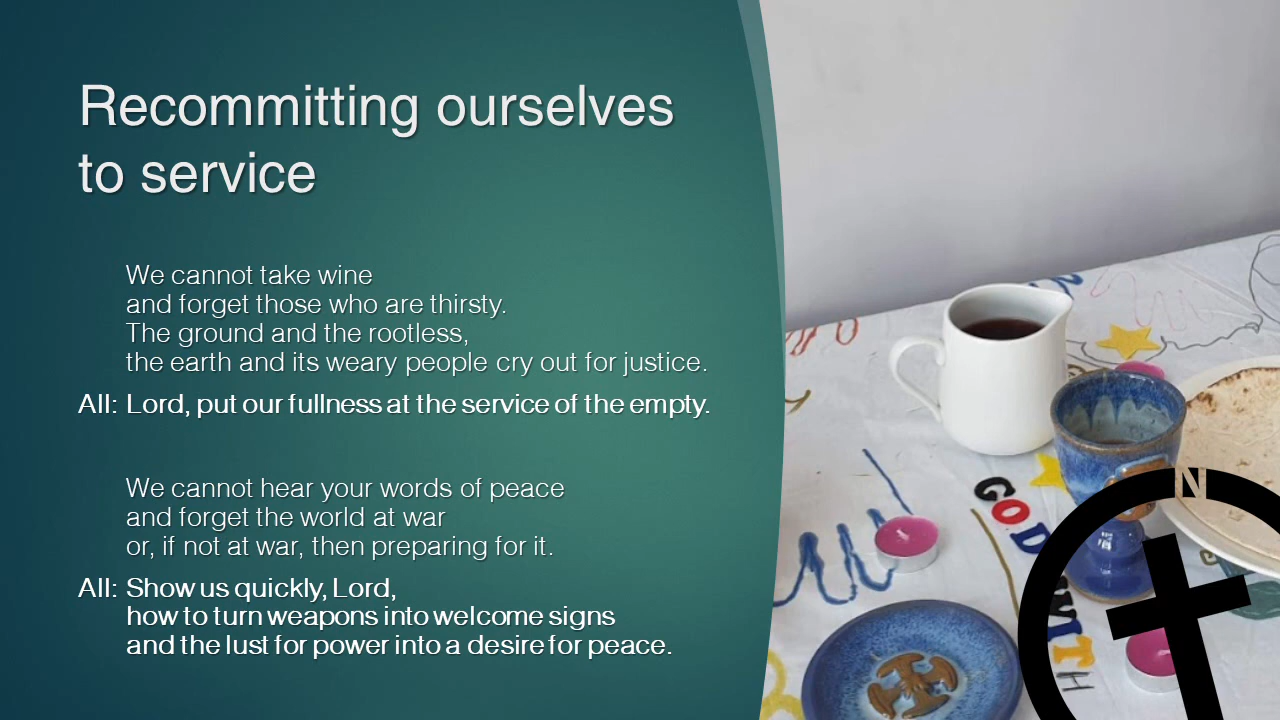 Recommitting ourselves
to service
We cannot take wine
and forget those who are thirsty.
The ground and the rootless,
the earth and its weary people cry out for justice.
All: Lord, put our fullness at the service of the empty.
We cannot hear your words of peace
and forget the world at war
or, if not at war, then preparing for it.
All: Show us quickly, Lord,
how to turn weapons into welcome signs
and the lust for power into a desire for peace.
GOD
WITH
N